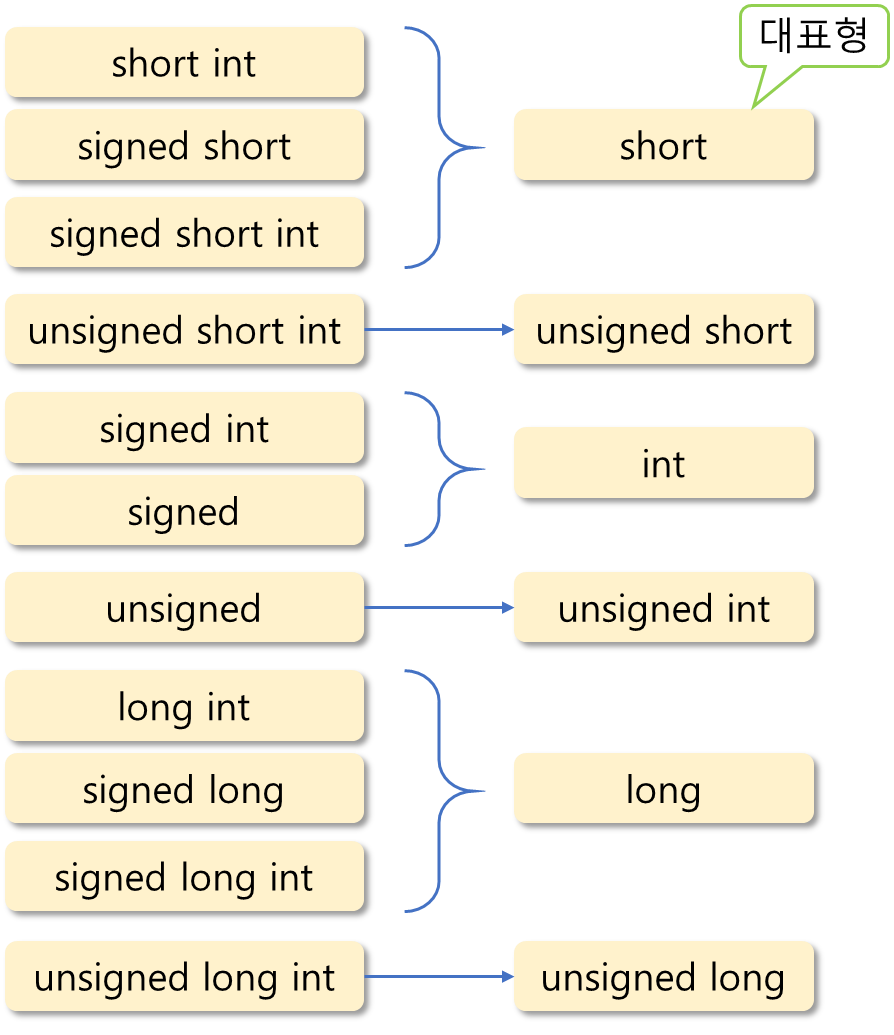 대표형
short int
signed short
short
signed short int
unsigned short int
unsigned short
signed int
int
signed
unsigned
unsigned int
long int
signed long
long
signed long int
unsigned long int
unsigned long